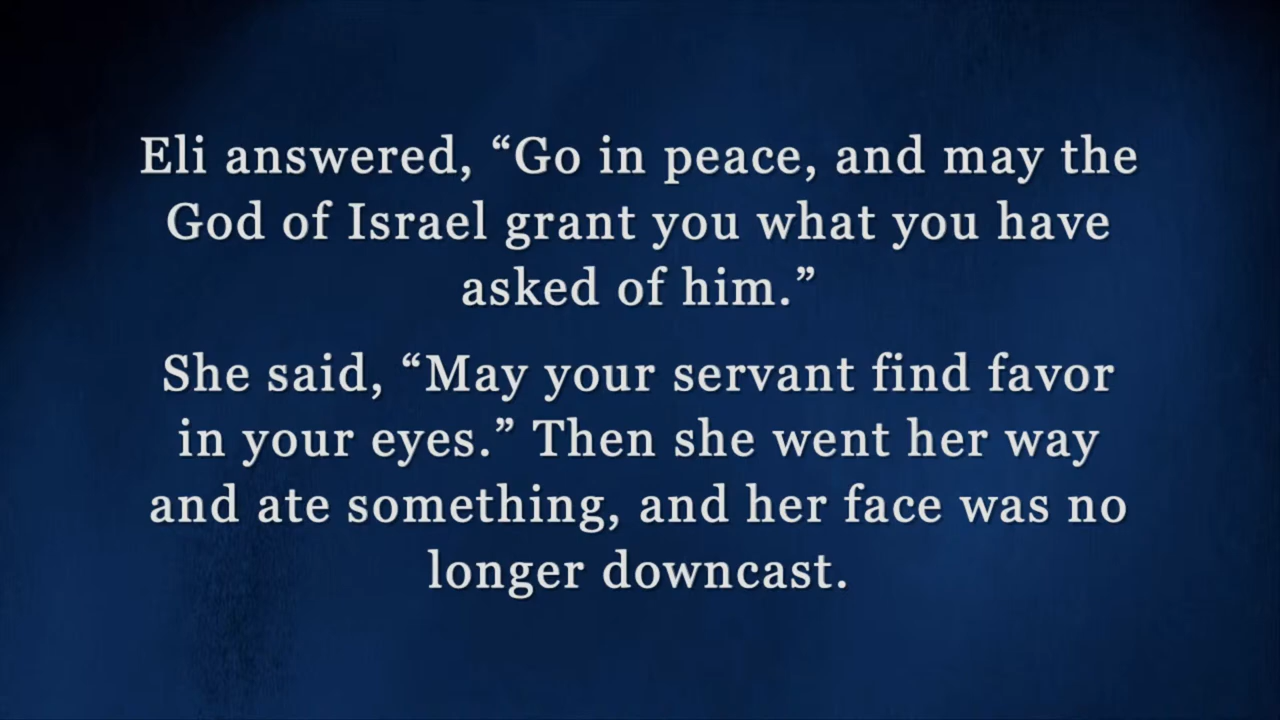 Eli answered, “Go in peace, and may the
God of Israel grant you what you have
asked of him.”
She said, “May your servant find favor
in your eyes.” Then she went her way
and ate something, and her face was no
longer downcast.